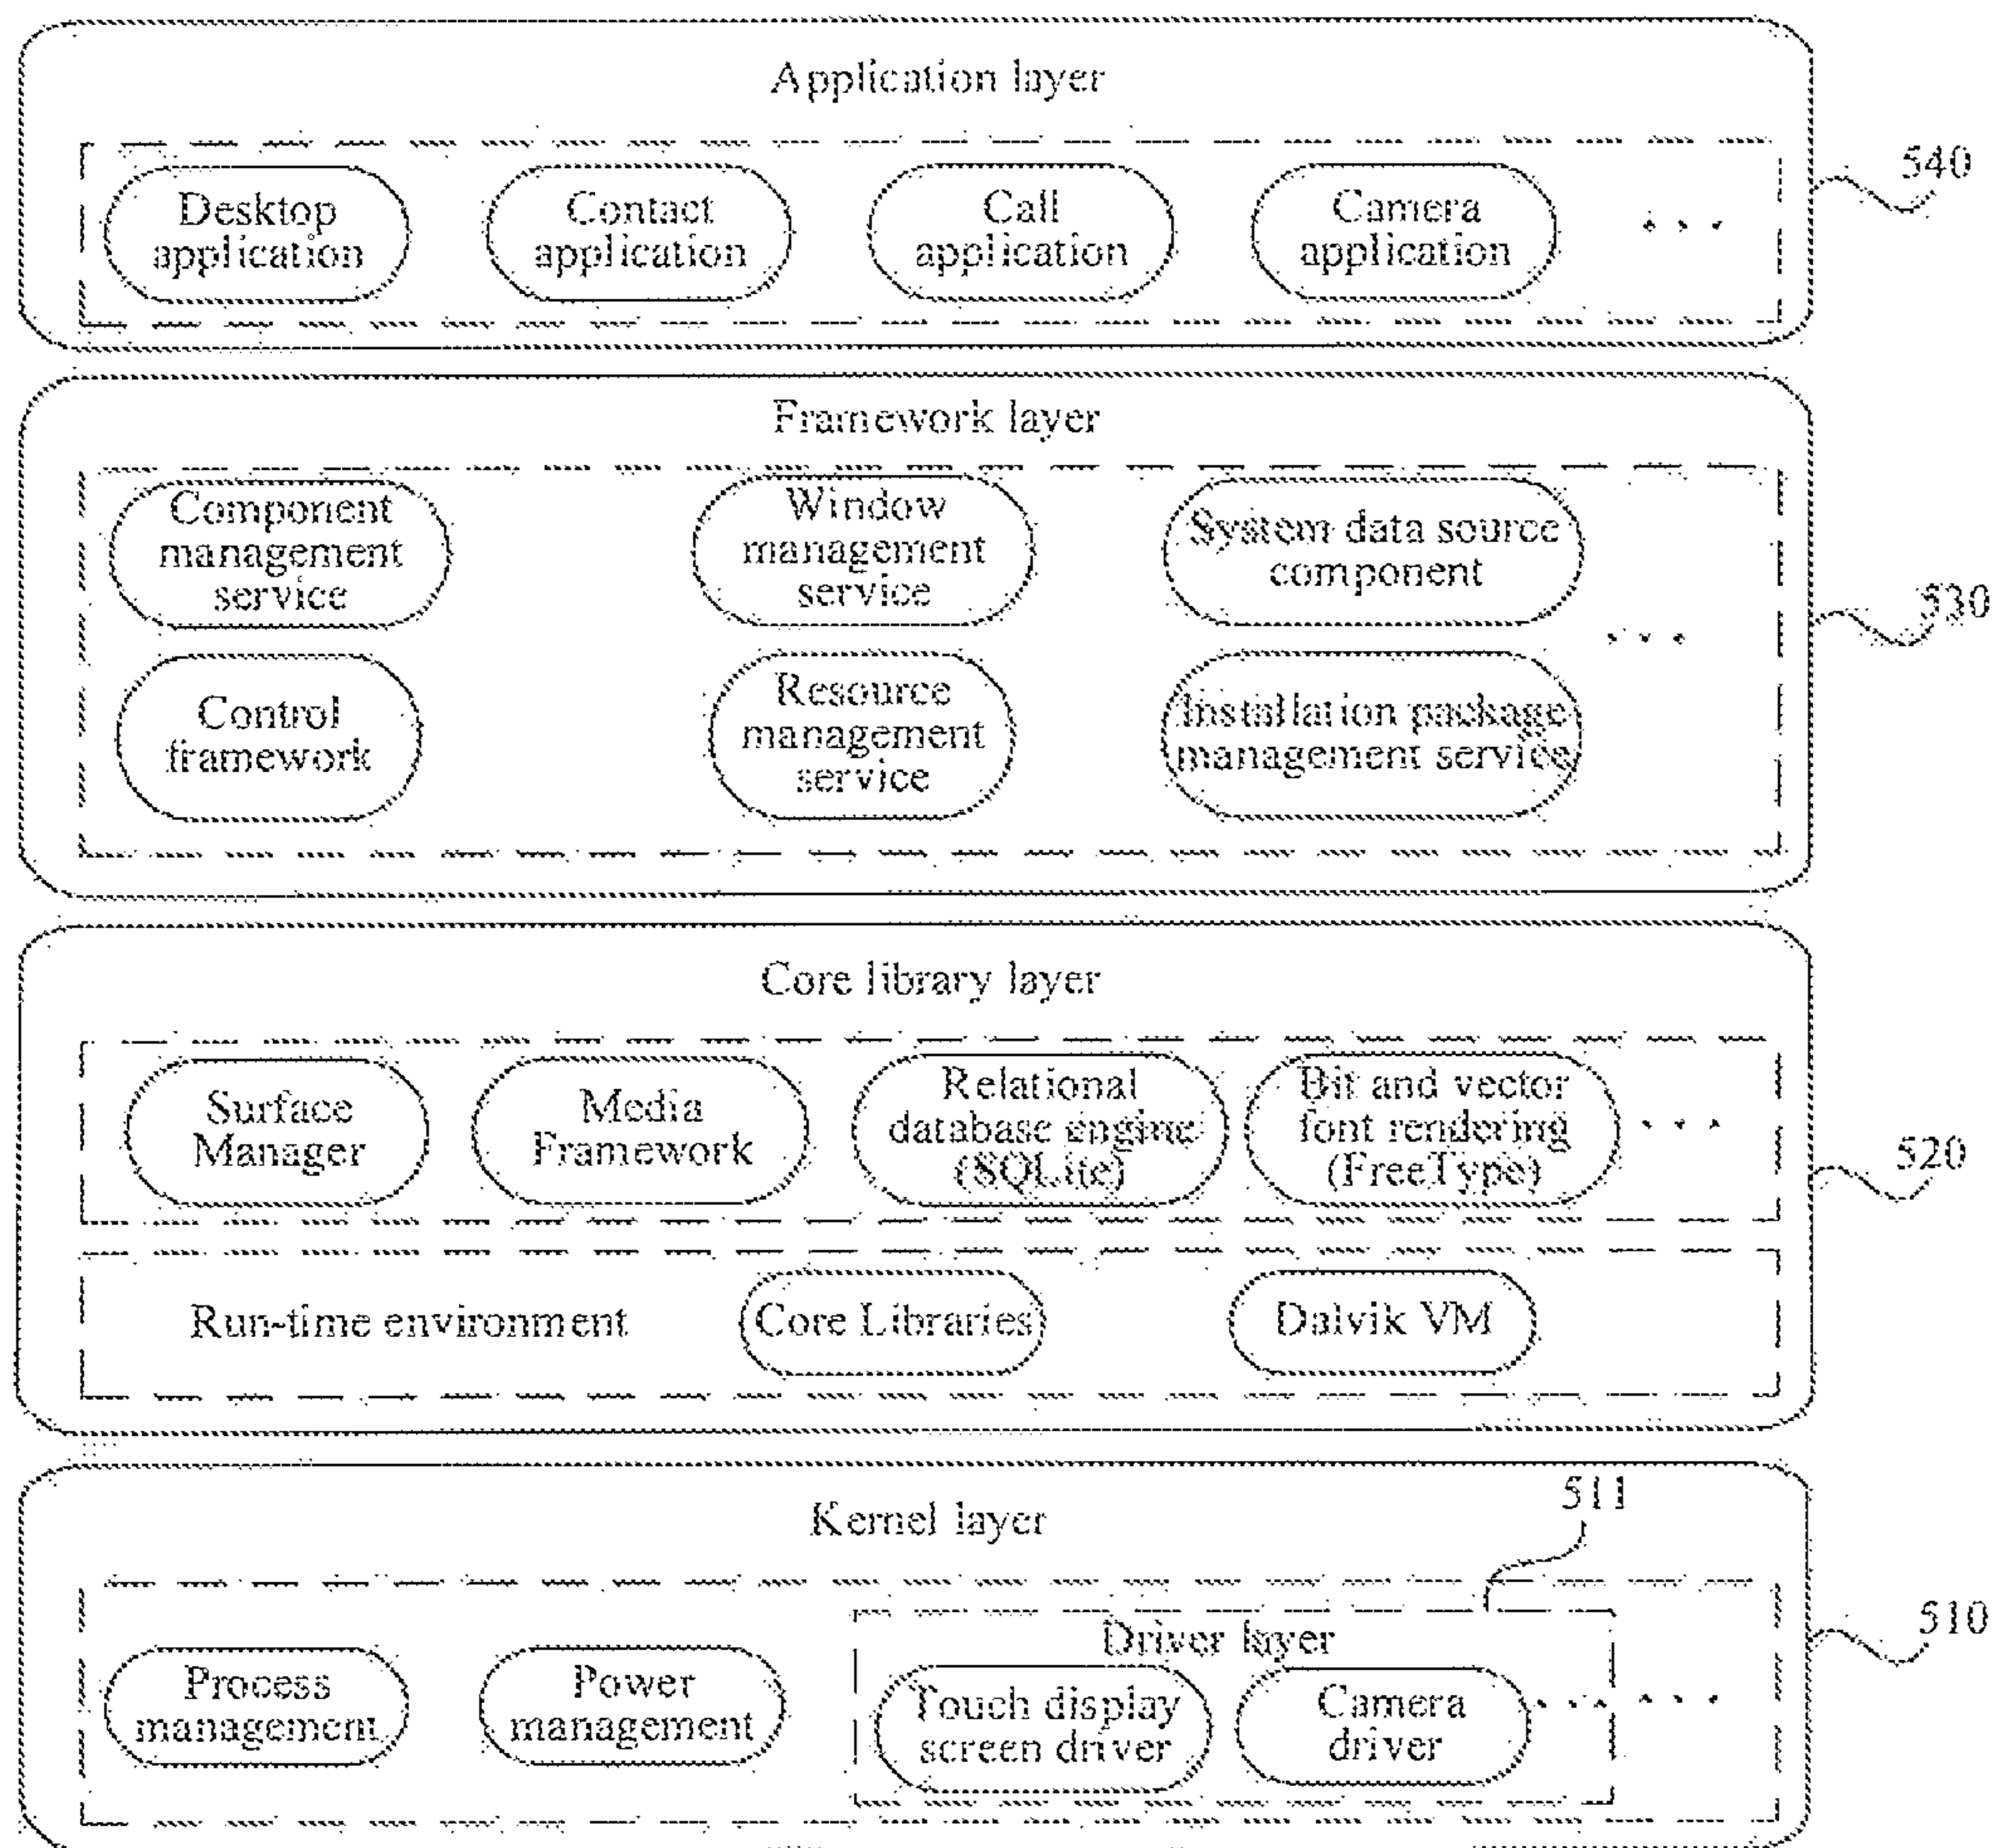 Application layer
540
Desktop
application
Contact
application
Call
application
Camera
application
. . .
Framework layer
530
Component
management
service
Window
management
service
System data source
component
. . .
Control
framework
Resource
management
service
Installation package
management service
Core library layer
520
Surface
Manager
Media
Framework
Relational
database engine
(SQLite)
Bit and vector
font rendering
(FreeType)
. . .
Run-time environment
Core Libraries
Dalvik VM
Kernel layer
511
510
Process
management
Power
management
Driver layer
Touch display
screen driver
Camera
driver
. . .
. . .